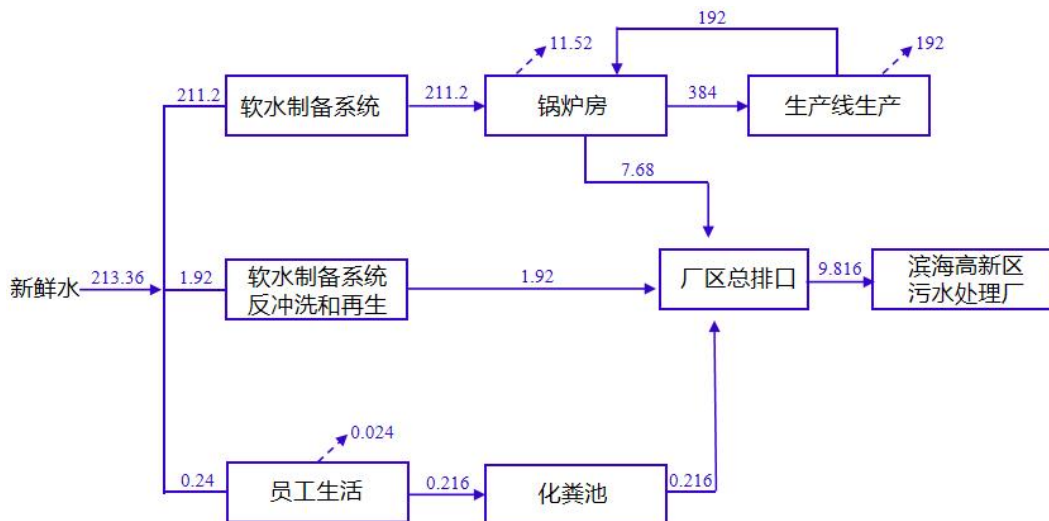 192
11.52
192
211.2
软水制备系统
211.2
锅炉房
384
生产线生产
7.68
新鲜水
213.36
1.92
软水制备系统
反冲洗和再生
1.92
厂区总排口
9.816
滨海高新区
污水处理厂
0.024
0.24
员工生活
0.216
化粪池
0.216